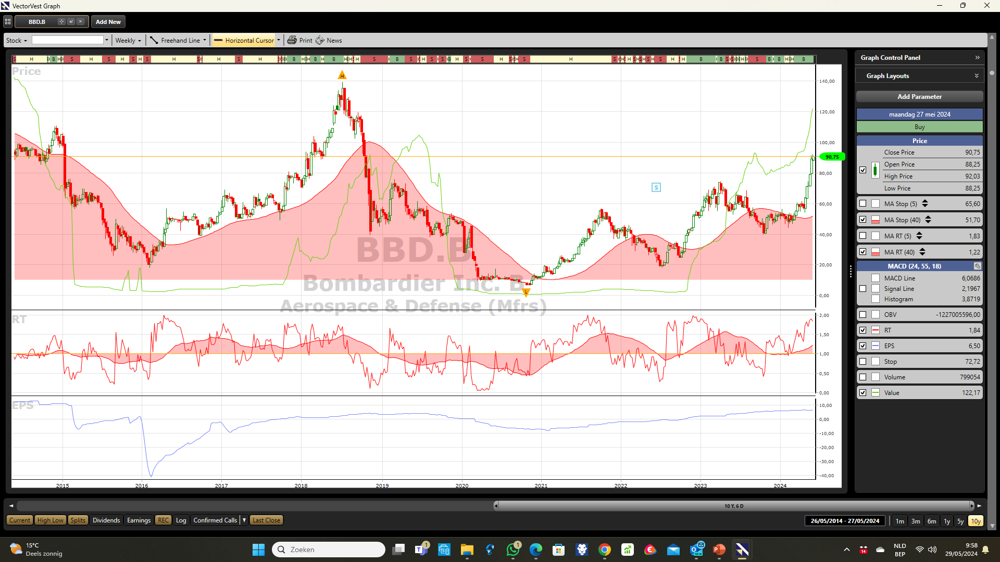 VectorVest Graph
BBD.B
Add New
Stock
Weekly
Freehand Line
Horizontal Cursor
Print
News
Price
BBD.B
Bombardier Inc. B
Aerospace & Defense (Mfrs)
H
L
S
140,00
120,00
100,00
90,75
80,00
60,00
40,00
20,00
0,00
RT
2,00
1,50
1,00
0,50
0,00
EPS
10,00
0,00
-10,00
-20,00
-30,00
-40,00
2015 2016 2017 2018 2019 2020 2021 2022 2023 2024
Graph Control Panel
Graph Layouts
Add Parameter
maandag 27 mei 2024
Buy
Price
Close Price 90,75
Open Price 88,25
High Price 92,03
Low Price 88,25
MA Stop (5) 65,60
MA Stop (40) 51,70
MA RT (5) 1,83
MA RT (40) 1,22
MACD (24, 55, 18)
MACD Line 6,0686
Signal Line 2,1967
Histogram 3,8719
OBV -1227005596,00
RT 1,84
EPS 6,50
Stop 72,72
Volume 799054
Value 122,17
10 Y, 6 D
Current High Low Splits Dividends Earnings REC Log Confirmed Calls Last Close
26/05/2014 - 27/05/2024 1m 3m 6m 1y 5y 10y
15°C
Deels zonnig
Zoeken
1
1
NEW
14
NLD
BEP
9:58
29/05/2024